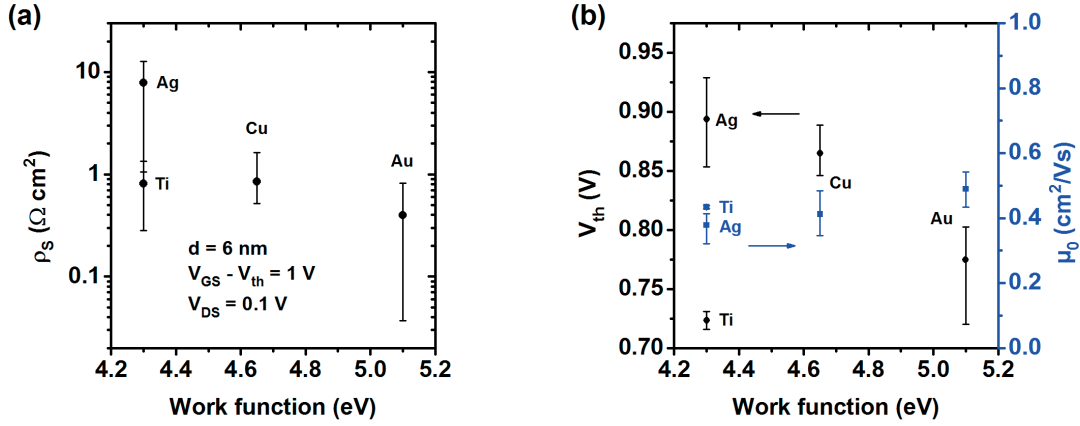 (a)
10
1
0.1
ρS (Ω cm²)
Ag
Ti
Cu
Au
d = 6 nm
VGS - Vth = 1 V
VDS = 0.1 V
4.2 4.4 4.6 4.8 5.0 5.2
Work function (eV)
(b)
0.95
0.90
0.85
0.80
0.75
0.70
Vth (V)
Ag
Cu
Ti
Ag
Au
Ti
1.0
0.8
0.6
0.4
0.2
0.0
μ0 (cm²/Vs)
4.2 4.4 4.6 4.8 5.0 5.2
Work function (eV)